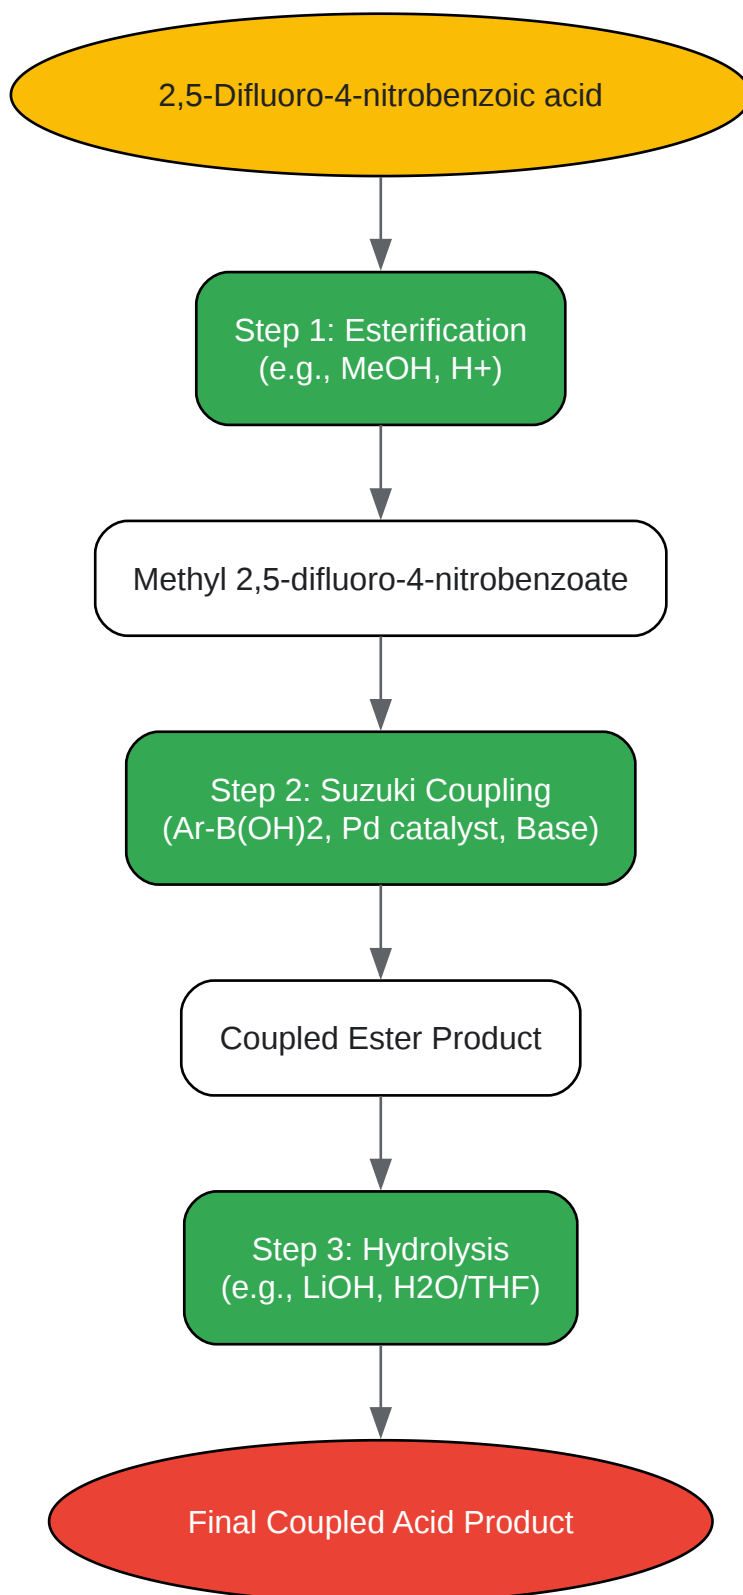 2,5-Difluoro-4-nitrobenzoic acid
Step 1: Esterification
(e.g., MeOH, H+)
Methyl 2,5-difluoro-4-nitrobenzoate
Step 2: Suzuki Coupling
(Ar-B(OH)2, Pd catalyst, Base)
Coupled Ester Product
Step 3: Hydrolysis
(e.g., LiOH, H2O/THF)
Final Coupled Acid Product